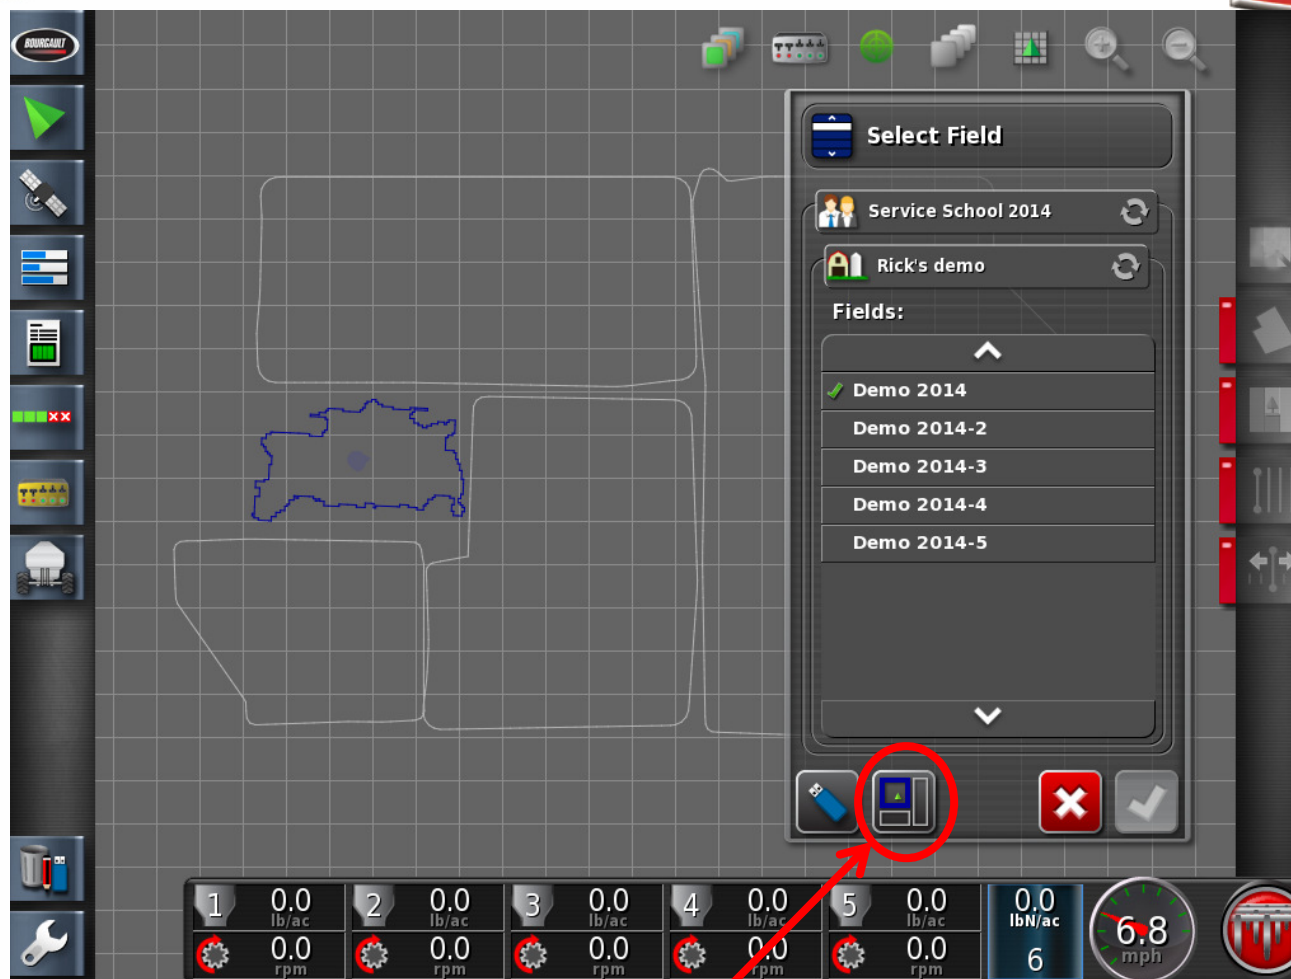 BOURGAULT
Select Field
Service School 2014
Rick's demo
Fields:
Demo 2014
Demo 2014-2
Demo 2014-3
Demo 2014-4
Demo 2014-5
1 0.0 2 0.0 3 0.0 4 0.0 5 0.0 0.0
lb/ac lb/ac lb/ac lb/ac lb/ac lbN/ac
0.0 0.0 0.0 0.0 0.0 6 6.8
rpm rpm rpm rpm rpm mph